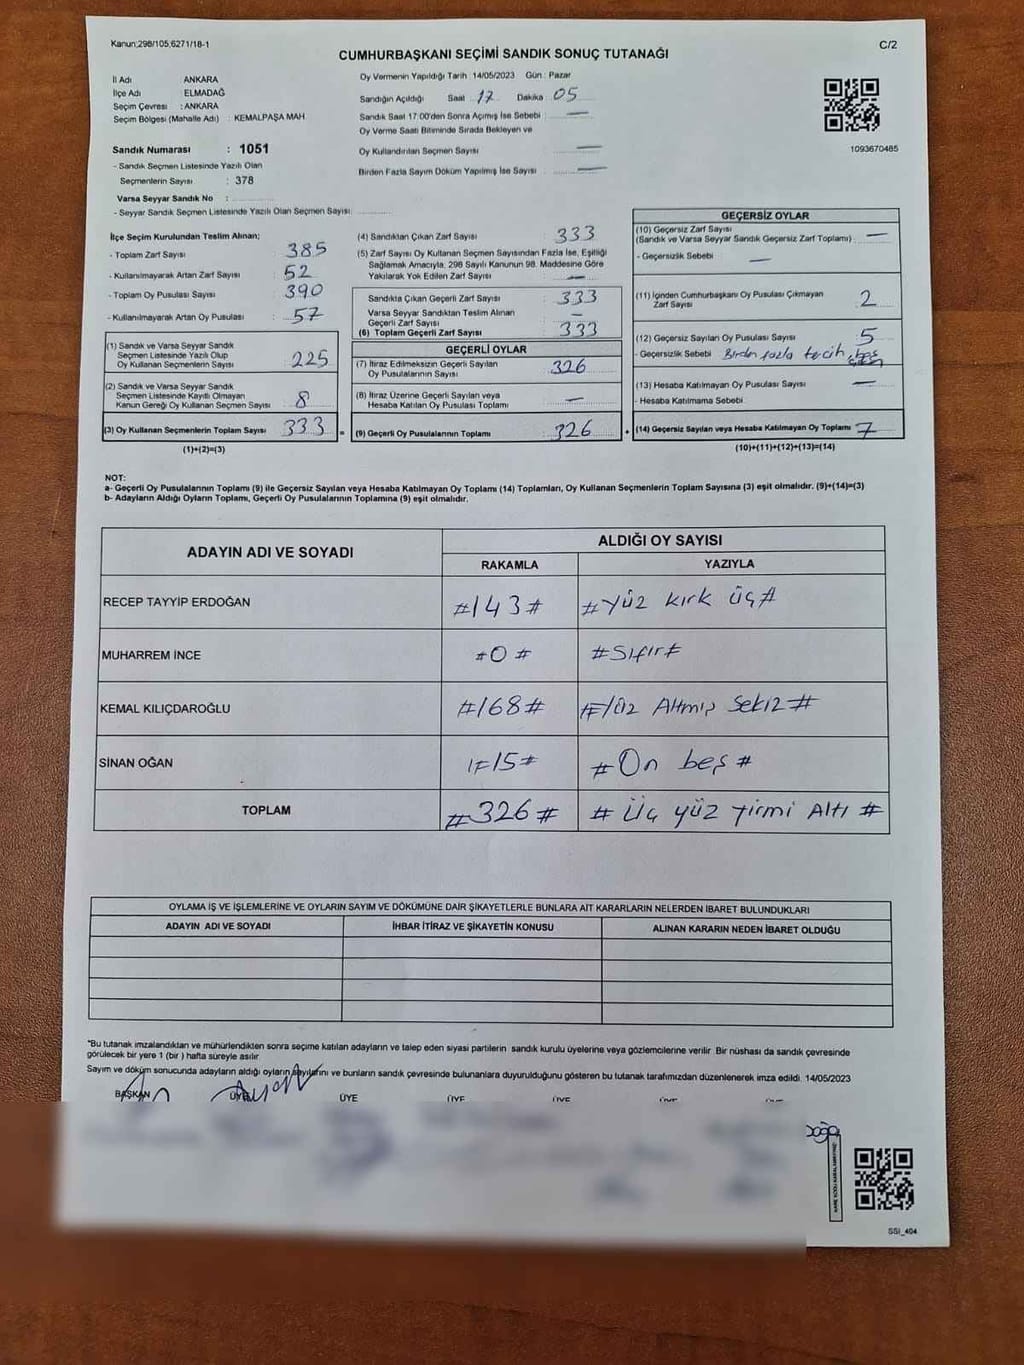 Kanun;298/105,6271/18-1
C/2
CUMHURBAŞKANI SEÇİMİ SANDIK SONUÇ TUTANAĞI
İl Adı ANKARA
İlçe Adı ELMADAĞ
Seçim Çevresi : ANKARA
Seçim Bölgesi (Mahalle Adı) : KEMALPAŞA MAH.
Sandık Numarası : 1051
- Sandık Seçmen Listesinde Yazılı Olan
Seçmenlerin Sayısı : 378
Varsa Seyyar Sandık No :
- Seyyar Sandık Seçmen Listesinde Yazılı Olan Seçmen Sayısı:
Oy Vermenin Yapıldığı Tarih :14/05/2023 Gün : Pazar
Sandığın Açıldığı Saat 17 Dakika 05
Sandık Saat 17:00'den Sonra Açımış İse Sebebi : —
Oy Verme Saati Bitiminde Sırada Bekleyen ve
Oy Kullandırılan Seçmen Sayısı —
Birden Fazla Sayım Döküm Yapılmış İse Sayısı —
1093670485
İlçe Seçim Kurulundan Teslim Alınan;
- Toplam Zarf Sayısı 385
- Kullanılmayarak Artan Zarf Sayısı 52
- Toplam Oy Pusulası Sayısı 390
- Kullanılmayarak Artan Oy Pusulası : 57
(1) Sandık ve Varsa Seyyar Sandık
Seçmen Listesinde Yazılı Olup
Oy Kullanan Seçmenlerin Sayısı : 225
(2) Sandık ve Varsa Seyyar Sandık
Seçmen Listesinde Kayıtlı Olmayan
Kanun Gereği Oy Kullanan Seçmen Sayısı : 8
(3) Oy Kullanan Seçmenlerin Toplam Sayısı 333 =
(1)+(2)=(3)
(4) Sandıktan Çıkan Zarf Sayısı : 333
(5) Zarf Sayısı Oy Kullanan Seçmen Sayısından Fazla İse, Eşitliği
Sağlamak Amacıyla, 298 Sayılı Kanunun 98. Maddesine Göre
Yakılarak Yok Edilen Zarf Sayısı : —
Sandıkta Çıkan Geçerli Zarf Sayısı : 333
Varsa Seyyar Sandıktan Teslim Alınan
Geçerli Zarf Sayısı : —
(6) Toplam Geçerli Zarf Sayısı : 333
GEÇERLİ OYLAR
(7) İtiraz Edilmeksizin Geçerli Sayılan
Oy Pusulalarının Sayısı : 326
(8) İtiraz Üzerine Geçerli Sayılan veya
Hesaba Katılan Oy Pusulası Toplamı : —
(9) Geçerli Oy Pusulalarının Toplamı : 326 +
GEÇERSİZ OYLAR
(10) Geçersiz Zarf Sayısı
(Sandık ve Varsa Seyyar Sandık Geçersiz Zarf Toplamı) —
- Geçersizlik Sebebi : —
(11) İçinden Cumhurbaşkanı Oy Pusulası Çıkmayan
Zarf Sayısı : 2
(12) Geçersiz Sayılan Oy Pusulası Sayısı : 5
- Geçersizlik Sebebi Birden fazla tecih beş
(13) Hesaba Katılmayan Oy Pusulası Sayısı : —
- Hesaba Katılmama Sebebi
(14) Geçersiz Sayılan veya Hesaba Katılmayan Oy Toplamı : 7
(10)+(11)+(12)+(13)=(14)
NOT:
a- Geçerli Oy Pusulalarının Toplamı (9) ile Geçersiz Sayılan veya Hesaba Katılmayan Oy Toplamı (14) Toplamları, Oy Kullanan Seçmenlerin Toplam Sayısına (3) eşit olmalıdır. (9)+(14)=(3)
b- Adayların Aldığı Oyların Toplamı, Geçerli Oy Pusulalarının Toplamına (9) eşit olmalıdır.
ADAYIN ADI VE SOYADI ALDIĞI OY SAYISI
RAKAMLA YAZIYLA
RECEP TAYYİP ERDOĞAN #143# #Yüz kırk üç#
MUHARREM İNCE #0# #Sıfır#
KEMAL KILIÇDAROĞLU #168# #Yüz Altmış Sekiz#
SİNAN OĞAN #15# #On beş#
TOPLAM #326# #Üç yüz Yirmi Altı#
OYLAMA İŞ VE İŞLEMLERİNE VE OYLARIN SAYIM VE DÖKÜMÜNE DAİR ŞİKAYETLERLE BUNLARA AİT KARARLARIN NELERDEN İBARET BULUNDUKLARI
ADAYIN ADI VE SOYADI İHBAR İTİRAZ VE ŞİKAYETİN KONUSU ALINAN KARARIN NEDEN İBARET OLDUĞU
"Bu tutanak imzalandıktan ve mühürlendikten sonra seçime katılan adayların ve talep eden siyasi partilerin sandık kurulu üyelerine veya gözlemcilerine verilir Bir nüshası da sandık çevresinde
görülecek bir yere 1 (bir ) hafta süreyle asılır
Sayım ve döküm sonucunda adayların aldığı oyların sayılarını ve bunların sandık çevresinde bulunanlara duyurulduğunu gösteren bu tutanak tarafımızdan düzenlenerek imza edildi. 14/05/2023
BAŞKAN ÜYE ÜYE ÜYE ÜYE ÜYE ÜYE
SSI_404